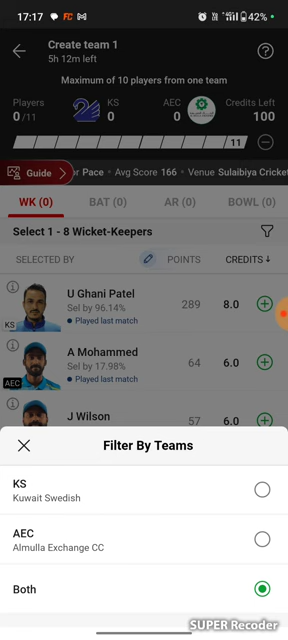 17:17
42%
Create team 1
5h 12m left
Maximum of 10 players from one team
Players KS AEC Credits Left
0/11 0 0 100
11
Guide r Pace • Avg Score 166 • Venue Sulaibiya Cricket
WK (0) BAT (0) AR (0) BOWL (0)
Select 1 - 8 Wicket-Keepers
SELECTED BY POINTS CREDITS↓
U Ghani Patel
Sel by 96.14%
289 8.0
Played last match
KS
A Mohammed
Sel by 17.98%
64 6.0
Played last match
AEC
J Wilson
57 6.0
Filter By Teams
KS
Kuwait Swedish
AEC
Almulla Exchange CC
Both
SUPER Recorder